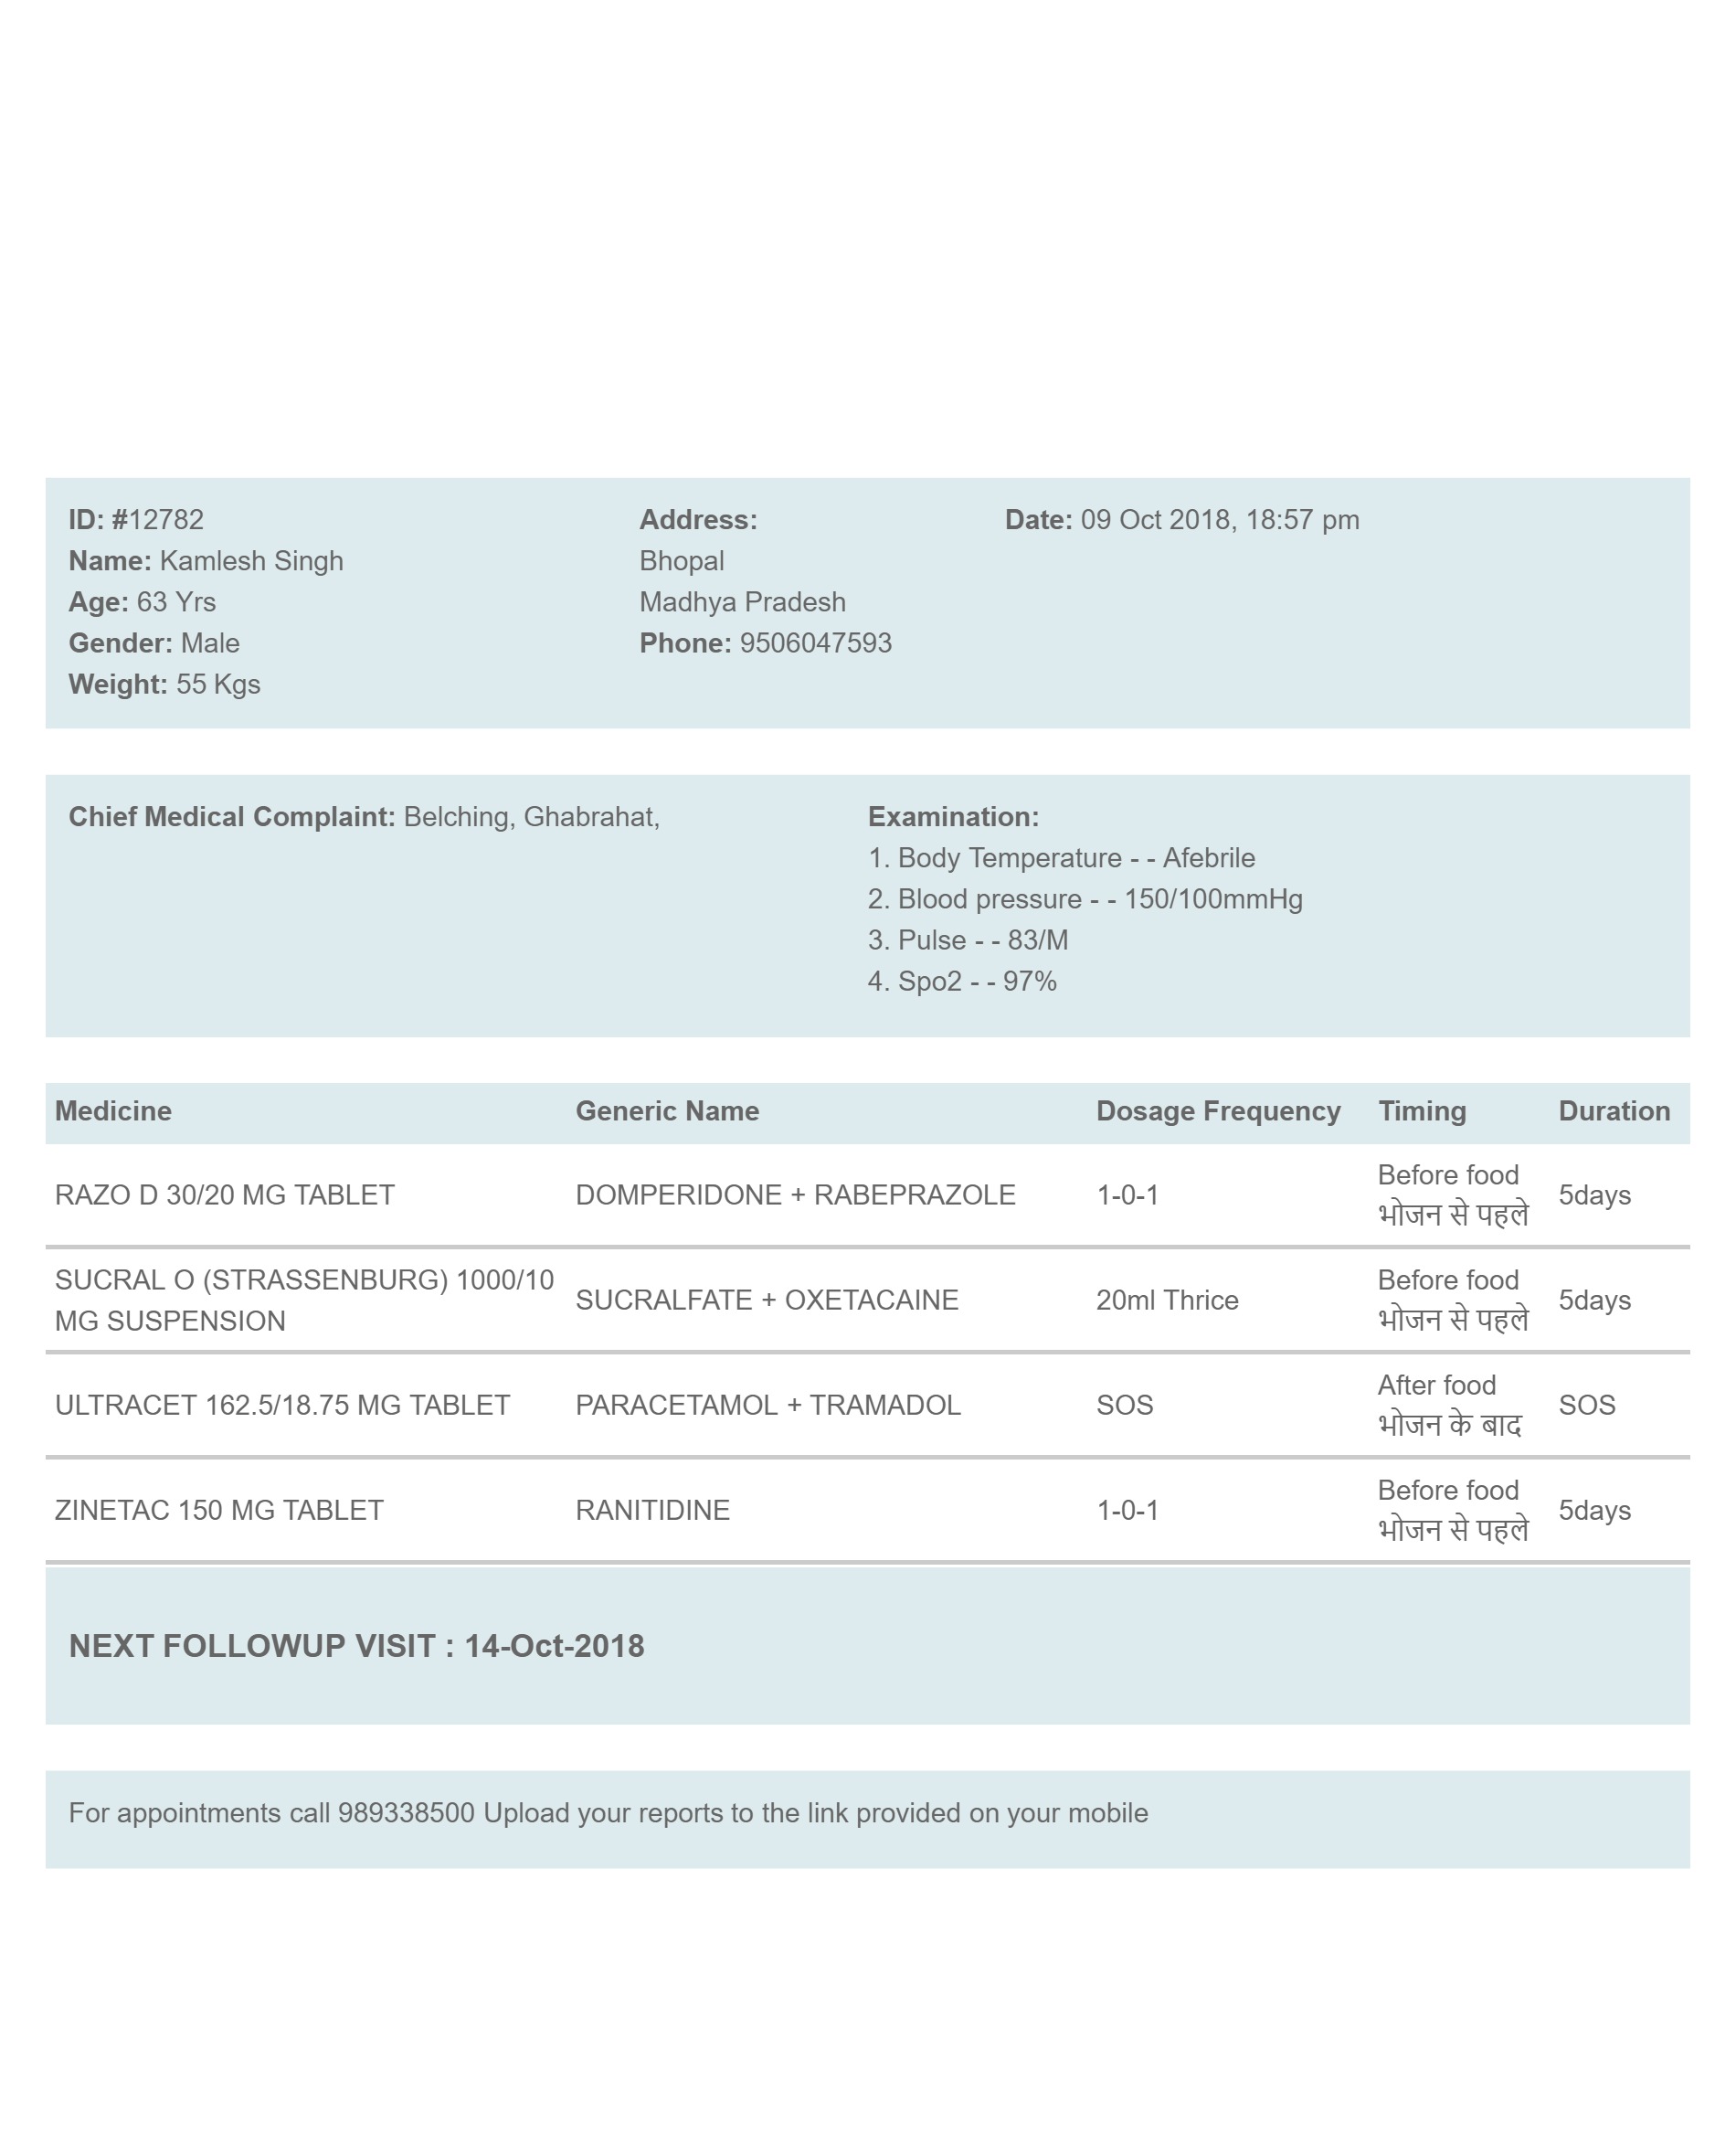 ID: #12782
Name: Kamlesh Singh
Age: 63 Yrs
Gender: Male
Weight: 55 Kgs
Address:
Bhopal
Madhya Pradesh
Phone: 9506047593
Date: 09 Oct 2018, 18:57 pm
Chief Medical Complaint: Belching, Ghabrahat,
Examination:
1. Body Temperature - - Afebrile
2. Blood pressure - - 150/100mmHg
3. Pulse - - 83/M
4. Spo2 - - 97%
Medicine Generic Name Dosage Frequency Timing Duration
RAZO D 30/20 MG TABLET DOMPERIDONE + RABEPRAZOLE 1-0-1 Before food 5days
भोजन से पहले
SUCRAL O (STRASSENBURG) 1000/10 SUCRALFATE + OXETACAINE 20ml Thrice Before food 5days
MG SUSPENSION भोजन से पहले
ULTRACET 162.5/18.75 MG TABLET PARACETAMOL + TRAMADOL SOS After food SOS
भोजन के बाद
ZINETAC 150 MG TABLET RANITIDINE 1-0-1 Before food 5days
भोजन से पहले
NEXT FOLLOWUP VISIT : 14-Oct-2018
For appointments call 989338500 Upload your reports to the link provided on your mobile